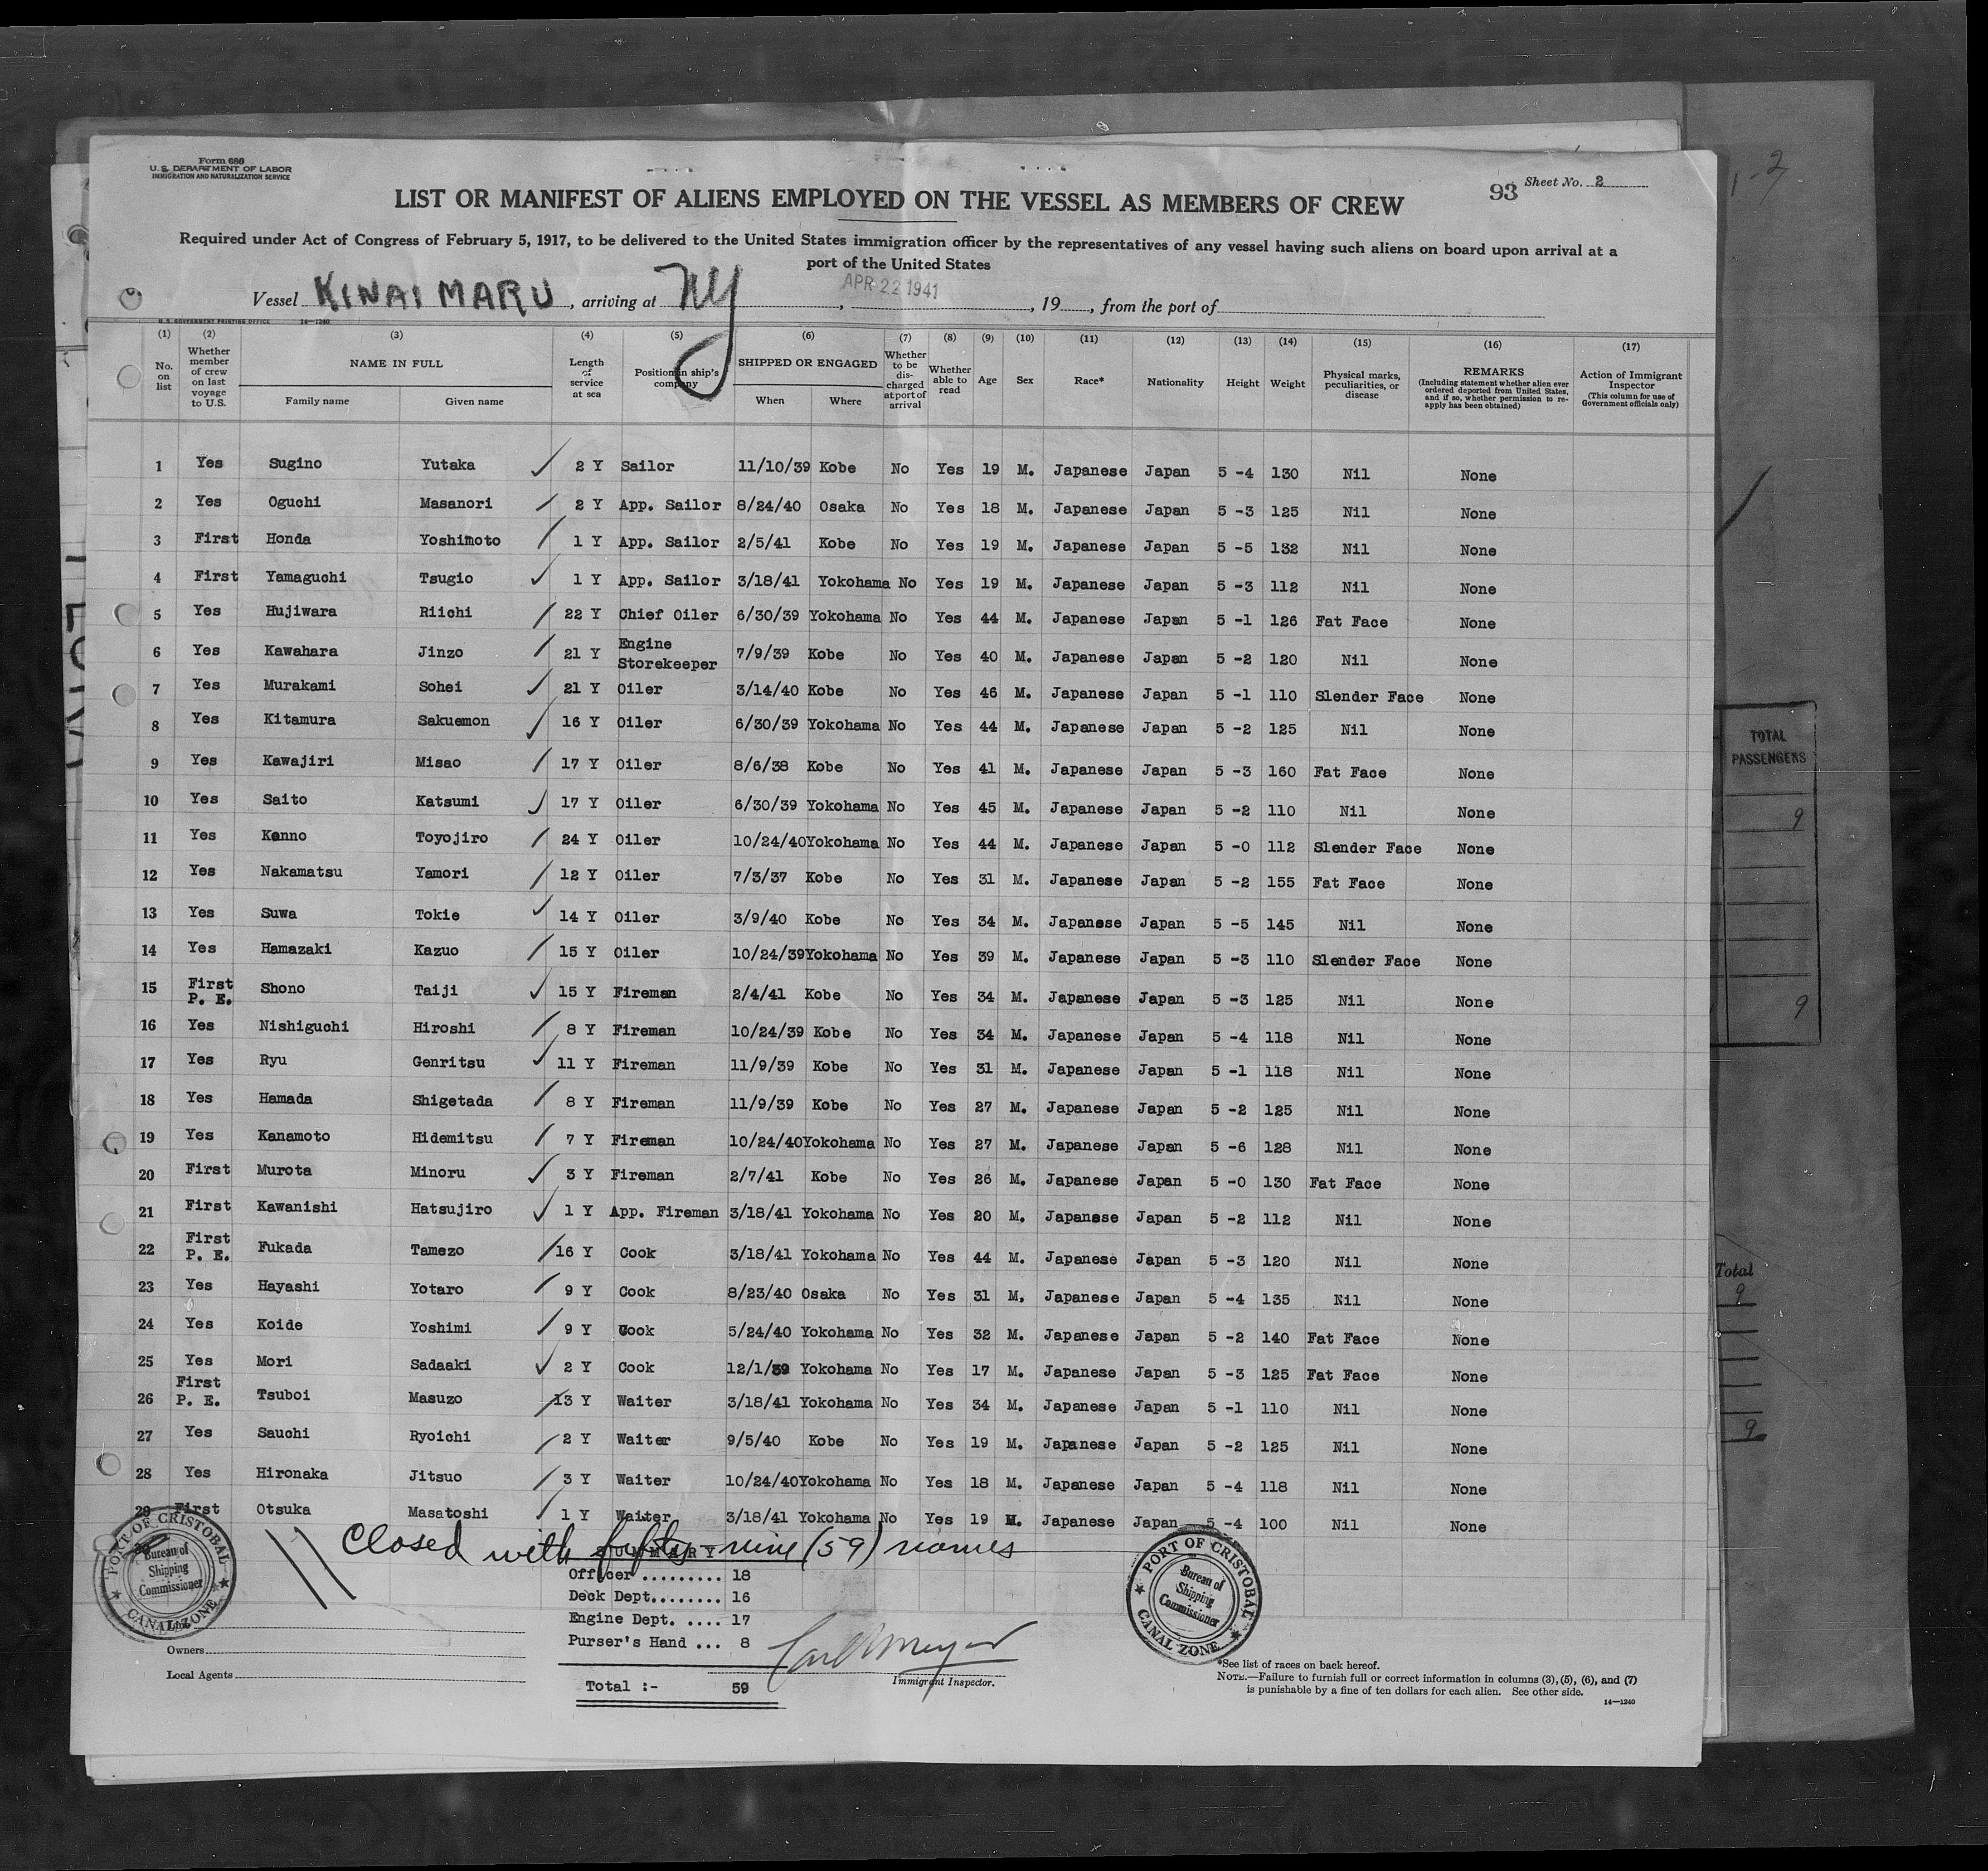 Form 688
U. S. DEPARTMENT OF LABOR
IMMIGRATION AND NATURALIZATION SERVICE
93 Sheet No. 2
LIST OR MANIFEST OF ALIENS EMPLOYED ON THE VESSEL AS MEMBERS OF CREW
Required under Act of Congress of February 5, 1917, to be delivered to the United States immigration officer by the representatives of any vessel having such aliens on board upon arrival at a
port of the United States
Vessel KINAI MARU, arriving at NY, APR 22 1941, 19, from the port of
U. S. GOVERNMENT PRINTING OFFICE 14—1240
(1) (2) (3) (4) (5) (6) (7) (8) (9) (10) (11) (12) (13) (14) (15) (16) (17)
No. on list
Whether member of crew on last voyage to U.S.
NAME IN FULL
Family name Given name
Length of service at sea
Position in ship's company
SHIPPED OR ENGAGED
When Where
Whether to be discharged at port of arrival
Whether able to read
Age
Sex
Race*
Nationality
Height
Weight
Physical marks, peculiarities, or disease
REMARKS
(Including statement whether alien ever ordered deported from United States, and if so, whether permission to re-apply has been obtained)
Action of Immigrant Inspector
(This column for use of Government officials only)
1 Yes Sugino Yutaka 2 Y Sailor 11/10/39 Kobe No Yes 19 M. Japanese Japan 5 -4 130 Nil None
2 Yes Oguchi Masanori 2 Y App. Sailor 8/24/40 Osaka No Yes 18 M. Japanese Japan 5 -3 125 Nil None
3 First Honda Yoshimoto 1 Y App. Sailor 2/5/41 Kobe No Yes 19 M. Japanese Japan 5 -5 132 Nil None
4 First Yamaguchi Tsugio 1 Y App. Sailor 3/18/41 Yokohama No Yes 19 M. Japanese Japan 5 -3 112 Nil None
5 Yes Hujiwara Riichi 22 Y Chief Oiler 6/30/39 Yokohama No Yes 44 M. Japanese Japan 5 -1 126 Fat Face None
6 Yes Kawahara Jinzo 21 Y Engine Storekeeper 7/9/39 Kobe No Yes 40 M. Japanese Japan 5 -2 120 Nil None
7 Yes Murakami Sohei 21 Y Oiler 3/14/40 Kobe No Yes 46 M. Japanese Japan 5 -1 110 Slender Face None
8 Yes Kitamura Sakuemon 16 Y Oiler 6/30/39 Yokohama No Yes 44 M. Japanese Japan 5 -2 125 Nil None
9 Yes Kawajiri Misao 17 Y Oiler 8/6/38 Kobe No Yes 41 M. Japanese Japan 5 -3 160 Fat Face None
10 Yes Saito Katsumi 17 Y Oiler 6/30/39 Yokohama No Yes 45 M. Japanese Japan 5 -2 110 Nil None
11 Yes Kanno Toyojiro 24 Y Oiler 10/24/40 Yokohama No Yes 44 M. Japanese Japan 5 -0 112 Slender Face None
12 Yes Nakamatsu Yamori 12 Y Oiler 7/3/37 Kobe No Yes 31 M. Japanese Japan 5 -2 155 Fat Face None
13 Yes Suwa Tokie 14 Y Oiler 3/9/40 Kobe No Yes 34 M. Japanese Japan 5 -5 145 Nil None
14 Yes Hamazaki Kazuo 15 Y Oiler 10/24/39 Yokohama No Yes 39 M. Japanese Japan 5 -3 110 Slender Face None
15 First P. E. Shono Taiji 15 Y Fireman 2/4/41 Kobe No Yes 34 M. Japanese Japan 5 -3 125 Nil None
16 Yes Nishiguchi Hiroshi 8 Y Fireman 10/24/39 Kobe No Yes 34 M. Japanese Japan 5 -4 118 Nil None
17 Yes Ryu Genritsu 11 Y Fireman 11/9/39 Kobe No Yes 31 M. Japanese Japan 5 -1 118 Nil None
18 Yes Hamada Shigetada 8 Y Fireman 11/9/39 Kobe No Yes 27 M. Japanese Japan 5 -2 125 Nil None
19 Yes Kanamoto Hidemitsu 7 Y Fireman 10/24/40 Yokohama No Yes 27 M. Japanese Japan 5 -6 128 Nil None
20 First Murota Minoru 3 Y Fireman 2/7/41 Kobe No Yes 26 M. Japanese Japan 5 -0 130 Fat Face None
21 First Kawanishi Hatsujiro 1 Y App. Fireman 3/18/41 Yokohama No Yes 20 M. Japanese Japan 5 -2 112 Nil None
22 First P. E. Fukada Tamezo 16 Y Cook 3/18/41 Yokohama No Yes 44 M. Japanese Japan 5 -3 120 Nil None
23 Yes Hayashi Yotaro 9 Y Cook 8/23/40 Osaka No Yes 31 M. Japanese Japan 5 -4 135 Nil None
24 Yes Koide Yoshimi 9 Y Cook 5/24/40 Yokohama No Yes 32 M. Japanese Japan 5 -2 140 Fat Face None
25 Yes Mori Sadaaki 2 Y Cook 12/1/39 Yokohama No Yes 17 M. Japanese Japan 5 -3 125 Fat Face None
26 First P. E. Tsuboi Masuzo 13 Y Waiter 3/18/41 Yokohama No Yes 34 M. Japanese Japan 5 -1 110 Nil None
27 Yes Sauchi Ryoichi 2 Y Waiter 9/5/40 Kobe No Yes 19 M. Japanese Japan 5 -2 125 Nil None
28 Yes Hironaka Jitsuo 3 Y Waiter 10/24/40 Yokohama No Yes 18 M. Japanese Japan 5 -4 118 Nil None
29 First Otsuka Masatoshi 1 Y Waiter 3/18/41 Yokohama No Yes 19 M. Japanese Japan 5 -4 100 Nil None
30
closed with fifty-nine (59) names
SUMMARY
Officer ......... 18
Deck Dept........ 16
Engine Dept. .... 17
Purser's Hand ... 8
Total :- 59
PORT OF CRISTOBAL
Bureau of
Shipping
Commissioner
CANAL ZONE
PORT OF CRISTOBAL
Bureau of
Shipping
Commissioner
CANAL ZONE
Line
Owners
Local Agents
Immigrant Inspector.
*See list of races on back hereof.
NOTE.—Failure to furnish full or correct information in columns (3), (5), (6), and (7)
is punishable by a fine of ten dollars for each alien. See other side.
14—1240
TOTAL
PASSENGERS
9
9
Total
9
9